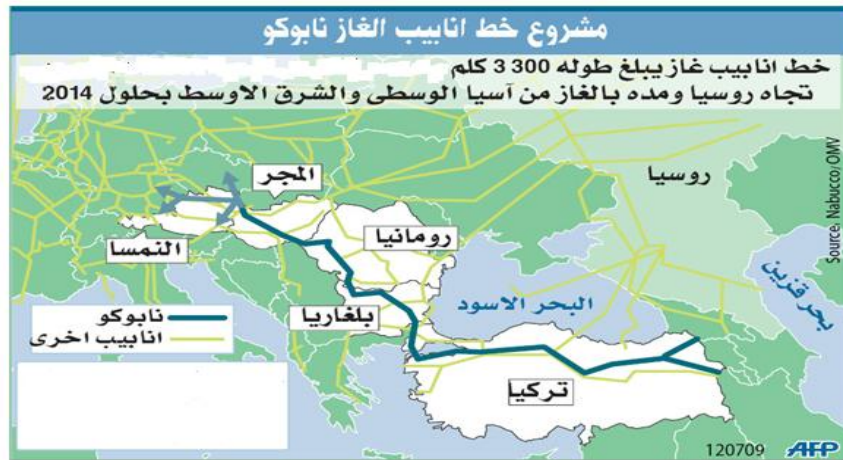 مشروع خط انابيب الغاز نابوكو
خط انابيب غاز يبلغ طوله 300 3 كلم
تجاه روسيا ومده بالغاز من آسيا الوسطى والشرق الاوسط بحلول 2014
Source: Nabucco/OMV
روسيا
المجر
النمسا
رومانيا
بحر قزين
البحر الاسود
بلغاريا
نابوكو
انابيب اخرى
تركيا
120709 AFP